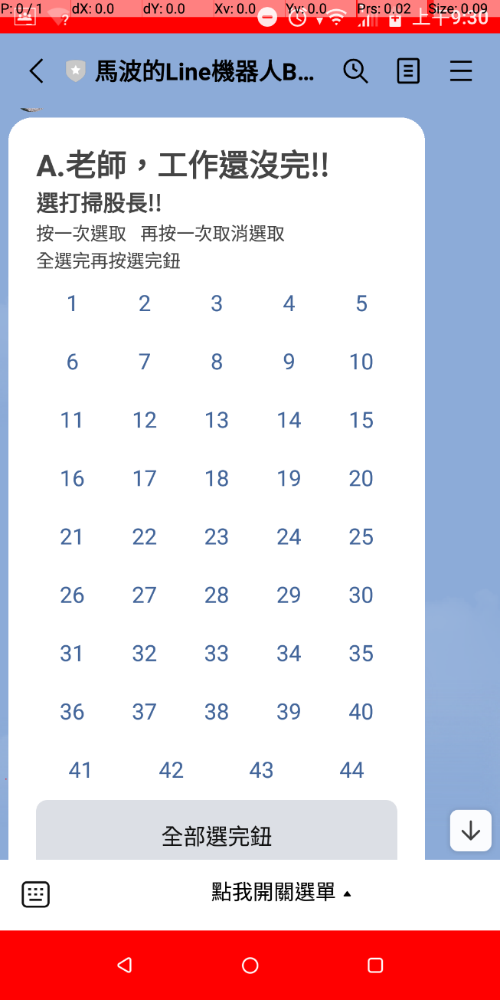 P: 0 / 1 dX: 0.0 dY: 0.0 Xv: 0.0 Yv: 0.0 Prs: 0.02 Size: 0.09
上午9:30
馬波的Line機器人B...
A.老師，工作還沒完!!
選打掃股長!!
按一次選取 再按一次取消選取
全選完再按選完鈕
1 2 3 4 5
6 7 8 9 10
11 12 13 14 15
16 17 18 19 20
21 22 23 24 25
26 27 28 29 30
31 32 33 34 35
36 37 38 39 40
41 42 43 44
全部選完鈕
點我開關選單